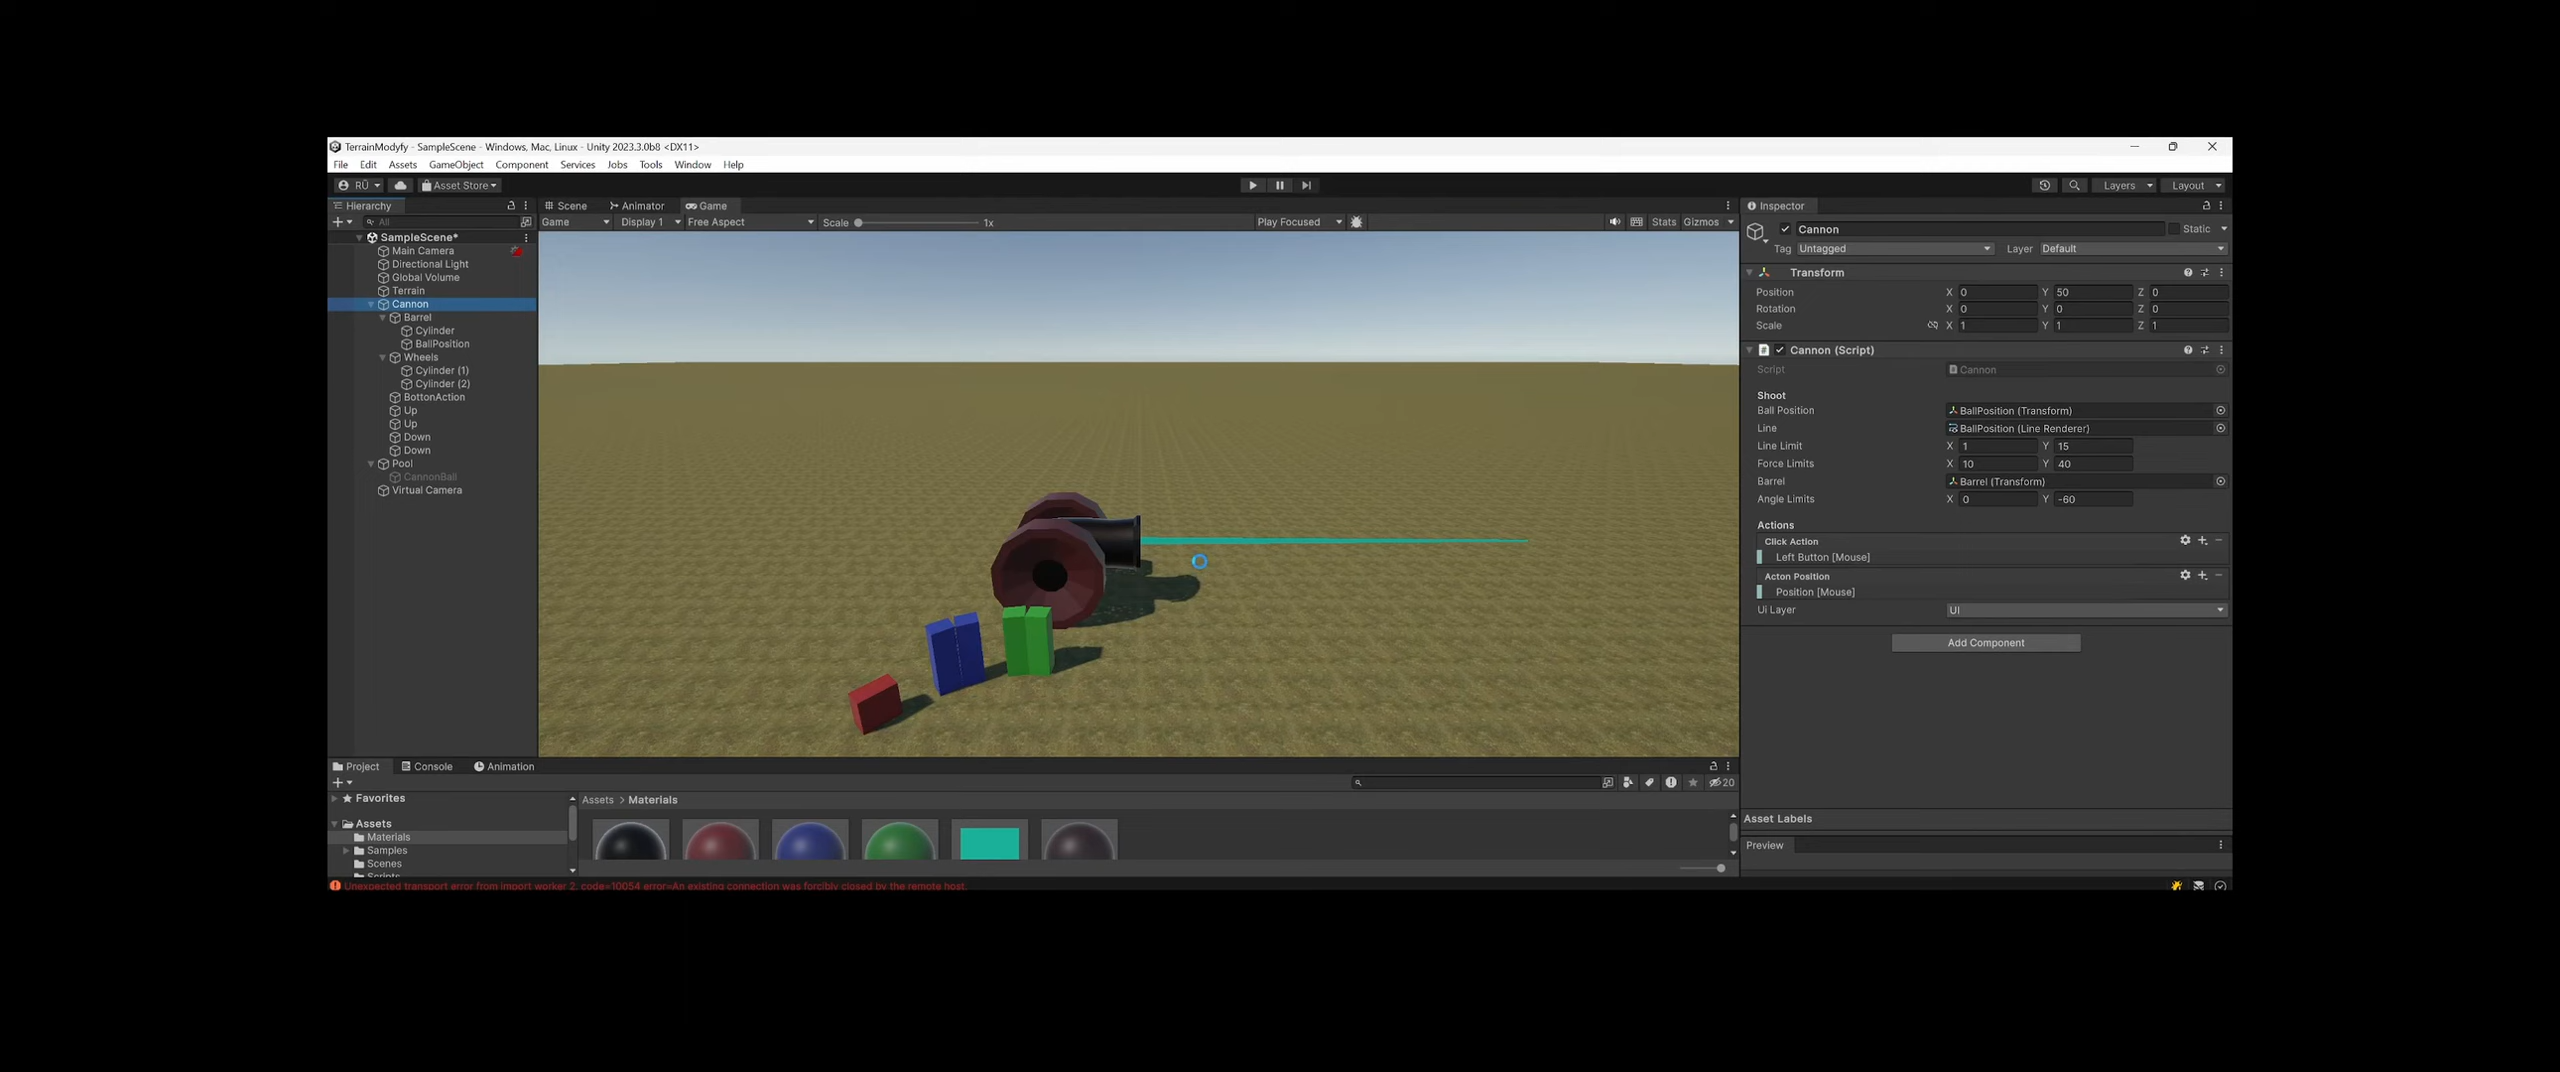 TerrainModyfy - SampleScene - Windows, Mac, Linux - Unity 2023.3.0b8 <DX11>
File Edit Assets GameObject Component Services Jobs Tools Window Help
RÜ Asset Store Layers Layout
Hierarchy
All
SampleScene*
Main Camera
Directional Light
Global Volume
Terrain
Cannon
Barrel
Cylinder
BallPosition
Wheels
Cylinder (1)
Cylinder (2)
BottonAction
Up
Up
Down
Down
Pool
CannonBall
Virtual Camera
Scene Animator Game
Game Display 1 Free Aspect Scale 1x Play Focused Stats Gizmos
Inspector
Cannon Static
Tag Untagged Layer Default
Transform
Position X 0 Y 50 Z 0
Rotation X 0 Y 0 Z 0
Scale X 1 Y 1 Z 1
Cannon (Script)
Script Cannon
Shoot
Ball Position BallPosition (Transform)
Line BallPosition (Line Renderer)
Line Limit X 1 Y 15
Force Limits X 10 Y 40
Barrel Barrel (Transform)
Angle Limits X 0 Y -60
Actions
Click Action
Left Button [Mouse]
Acton Position
Position [Mouse]
Ui Layer UI
Add Component
Asset Labels
Preview
Project Console Animation
20
Favorites
Assets
Materials
Samples
Scenes
Scripts
Assets > Materials
Unexpected transport error from import worker 2. code=10054 error=An existing connection was forcibly closed by the remote host.